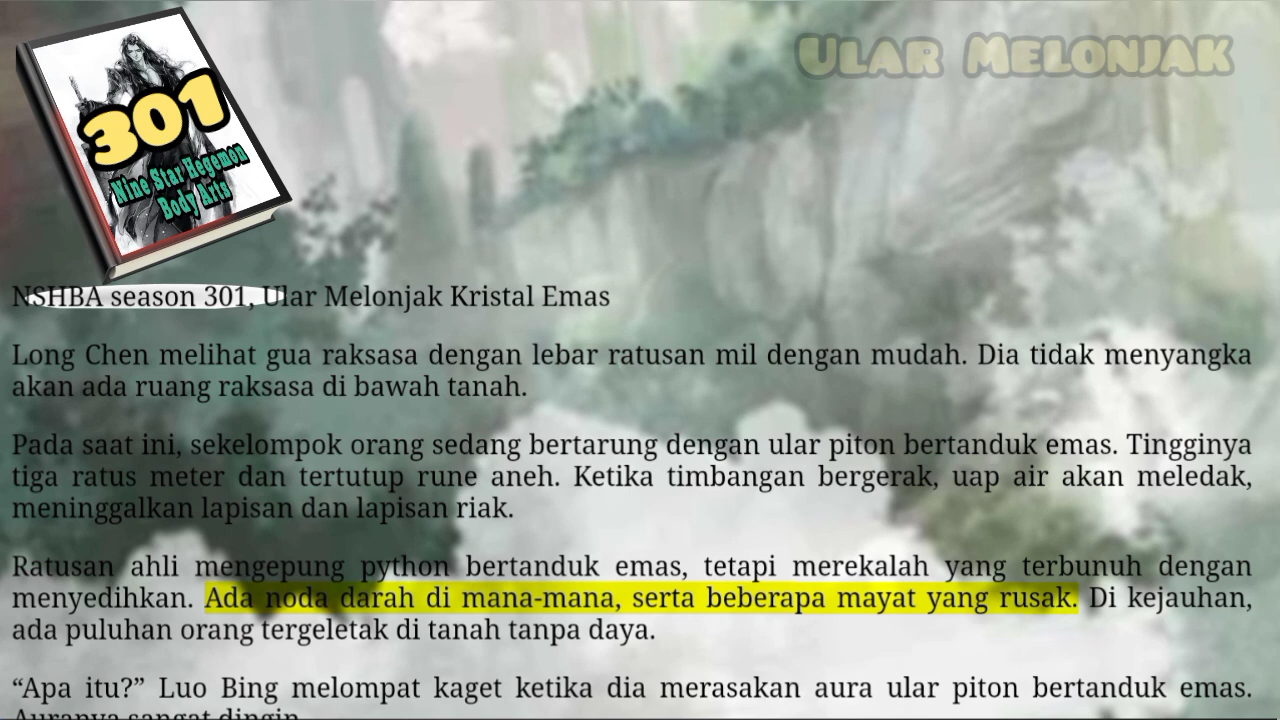 Ular Melonjak
301
Nine Star Hegemon
Body Arts
NSHBA season 301, Ular Melonjak Kristal Emas
Long Chen melihat gua raksasa dengan lebar ratusan mil dengan mudah. Dia tidak menyangka
akan ada ruang raksasa di bawah tanah.
Pada saat ini, sekelompok orang sedang bertarung dengan ular piton bertanduk emas. Tingginya
tiga ratus meter dan tertutup rune aneh. Ketika timbangan bergerak, uap air akan meledak,
meninggalkan lapisan dan lapisan riak.
Ratusan ahli mengepung python bertanduk emas, tetapi merekalah yang terbunuh dengan
menyedihkan. Ada noda darah di mana-mana, serta beberapa mayat yang rusak. Di kejauhan,
ada puluhan orang tergeletak di tanah tanpa daya.
“Apa itu?” Luo Bing melompat kaget ketika dia merasakan aura ular piton bertanduk emas.
Auranya sangat dingin.